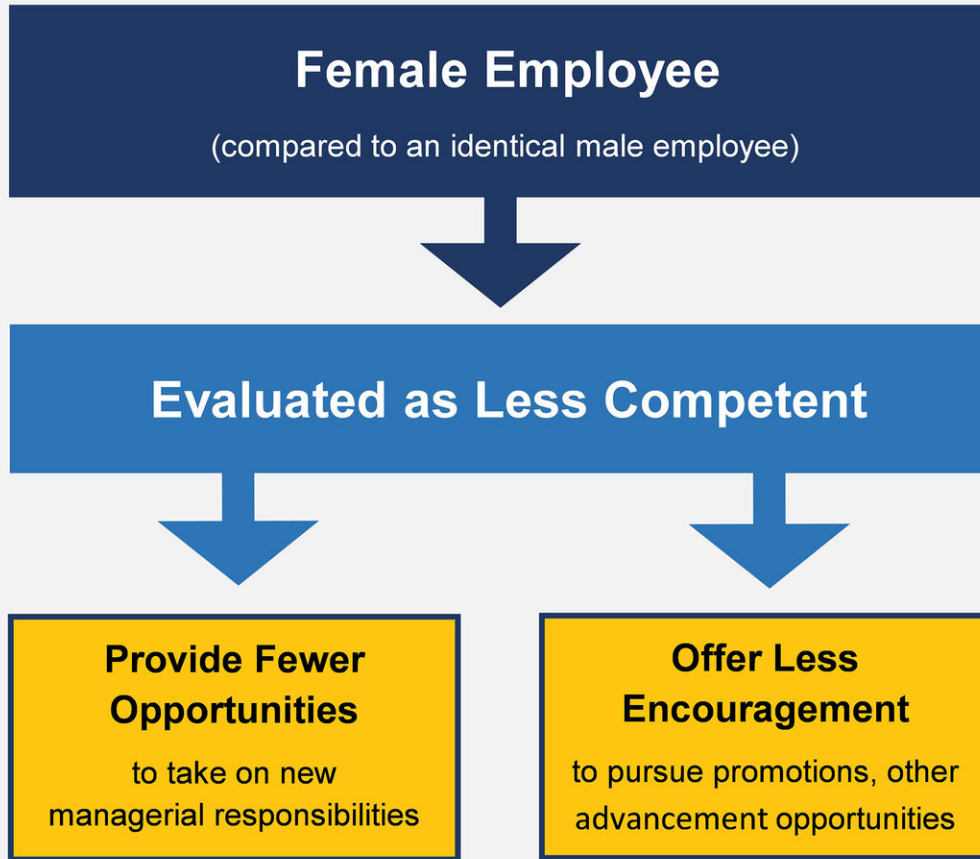 Female Employee
(compared to an identical male employee)
Evaluated as Less Competent
Provide Fewer
Opportunities
to take on new
managerial responsibilities
Offer Less
Encouragement
to pursue promotions, other
advancement opportunities